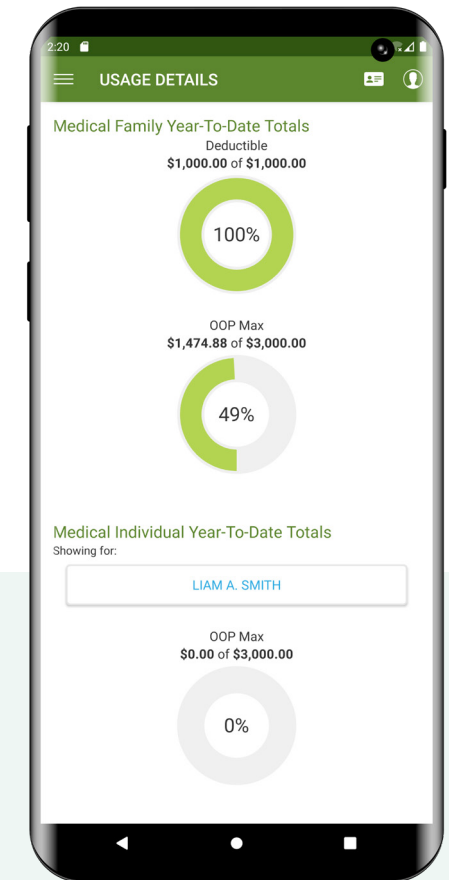 2:20
USAGE DETAILS
Medical Family Year-To-Date Totals
Deductible
$1,000.00 of $1,000.00
100%
OOP Max
$1,474.88 of $3,000.00
49%
Medical Individual Year-To-Date Totals
Showing for:
LIAM A. SMITH
OOP Max
$0.00 of $3,000.00
0%